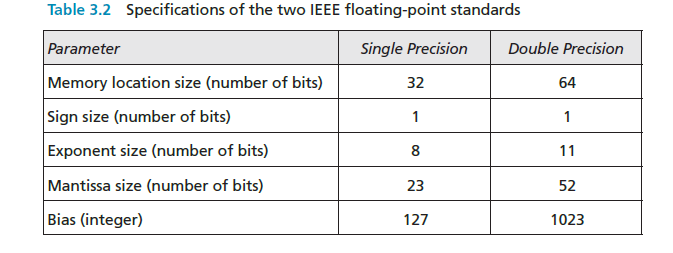 Table 3.2 Specifications of the two IEEE floating-point standards
Parameter Single Precision Double Precision
Memory location size (number of bits) 32 64
Sign size (number of bits) 1 1
Exponent size (number of bits) 8 11
Mantissa size (number of bits) 23 52
Bias (integer) 127 1023